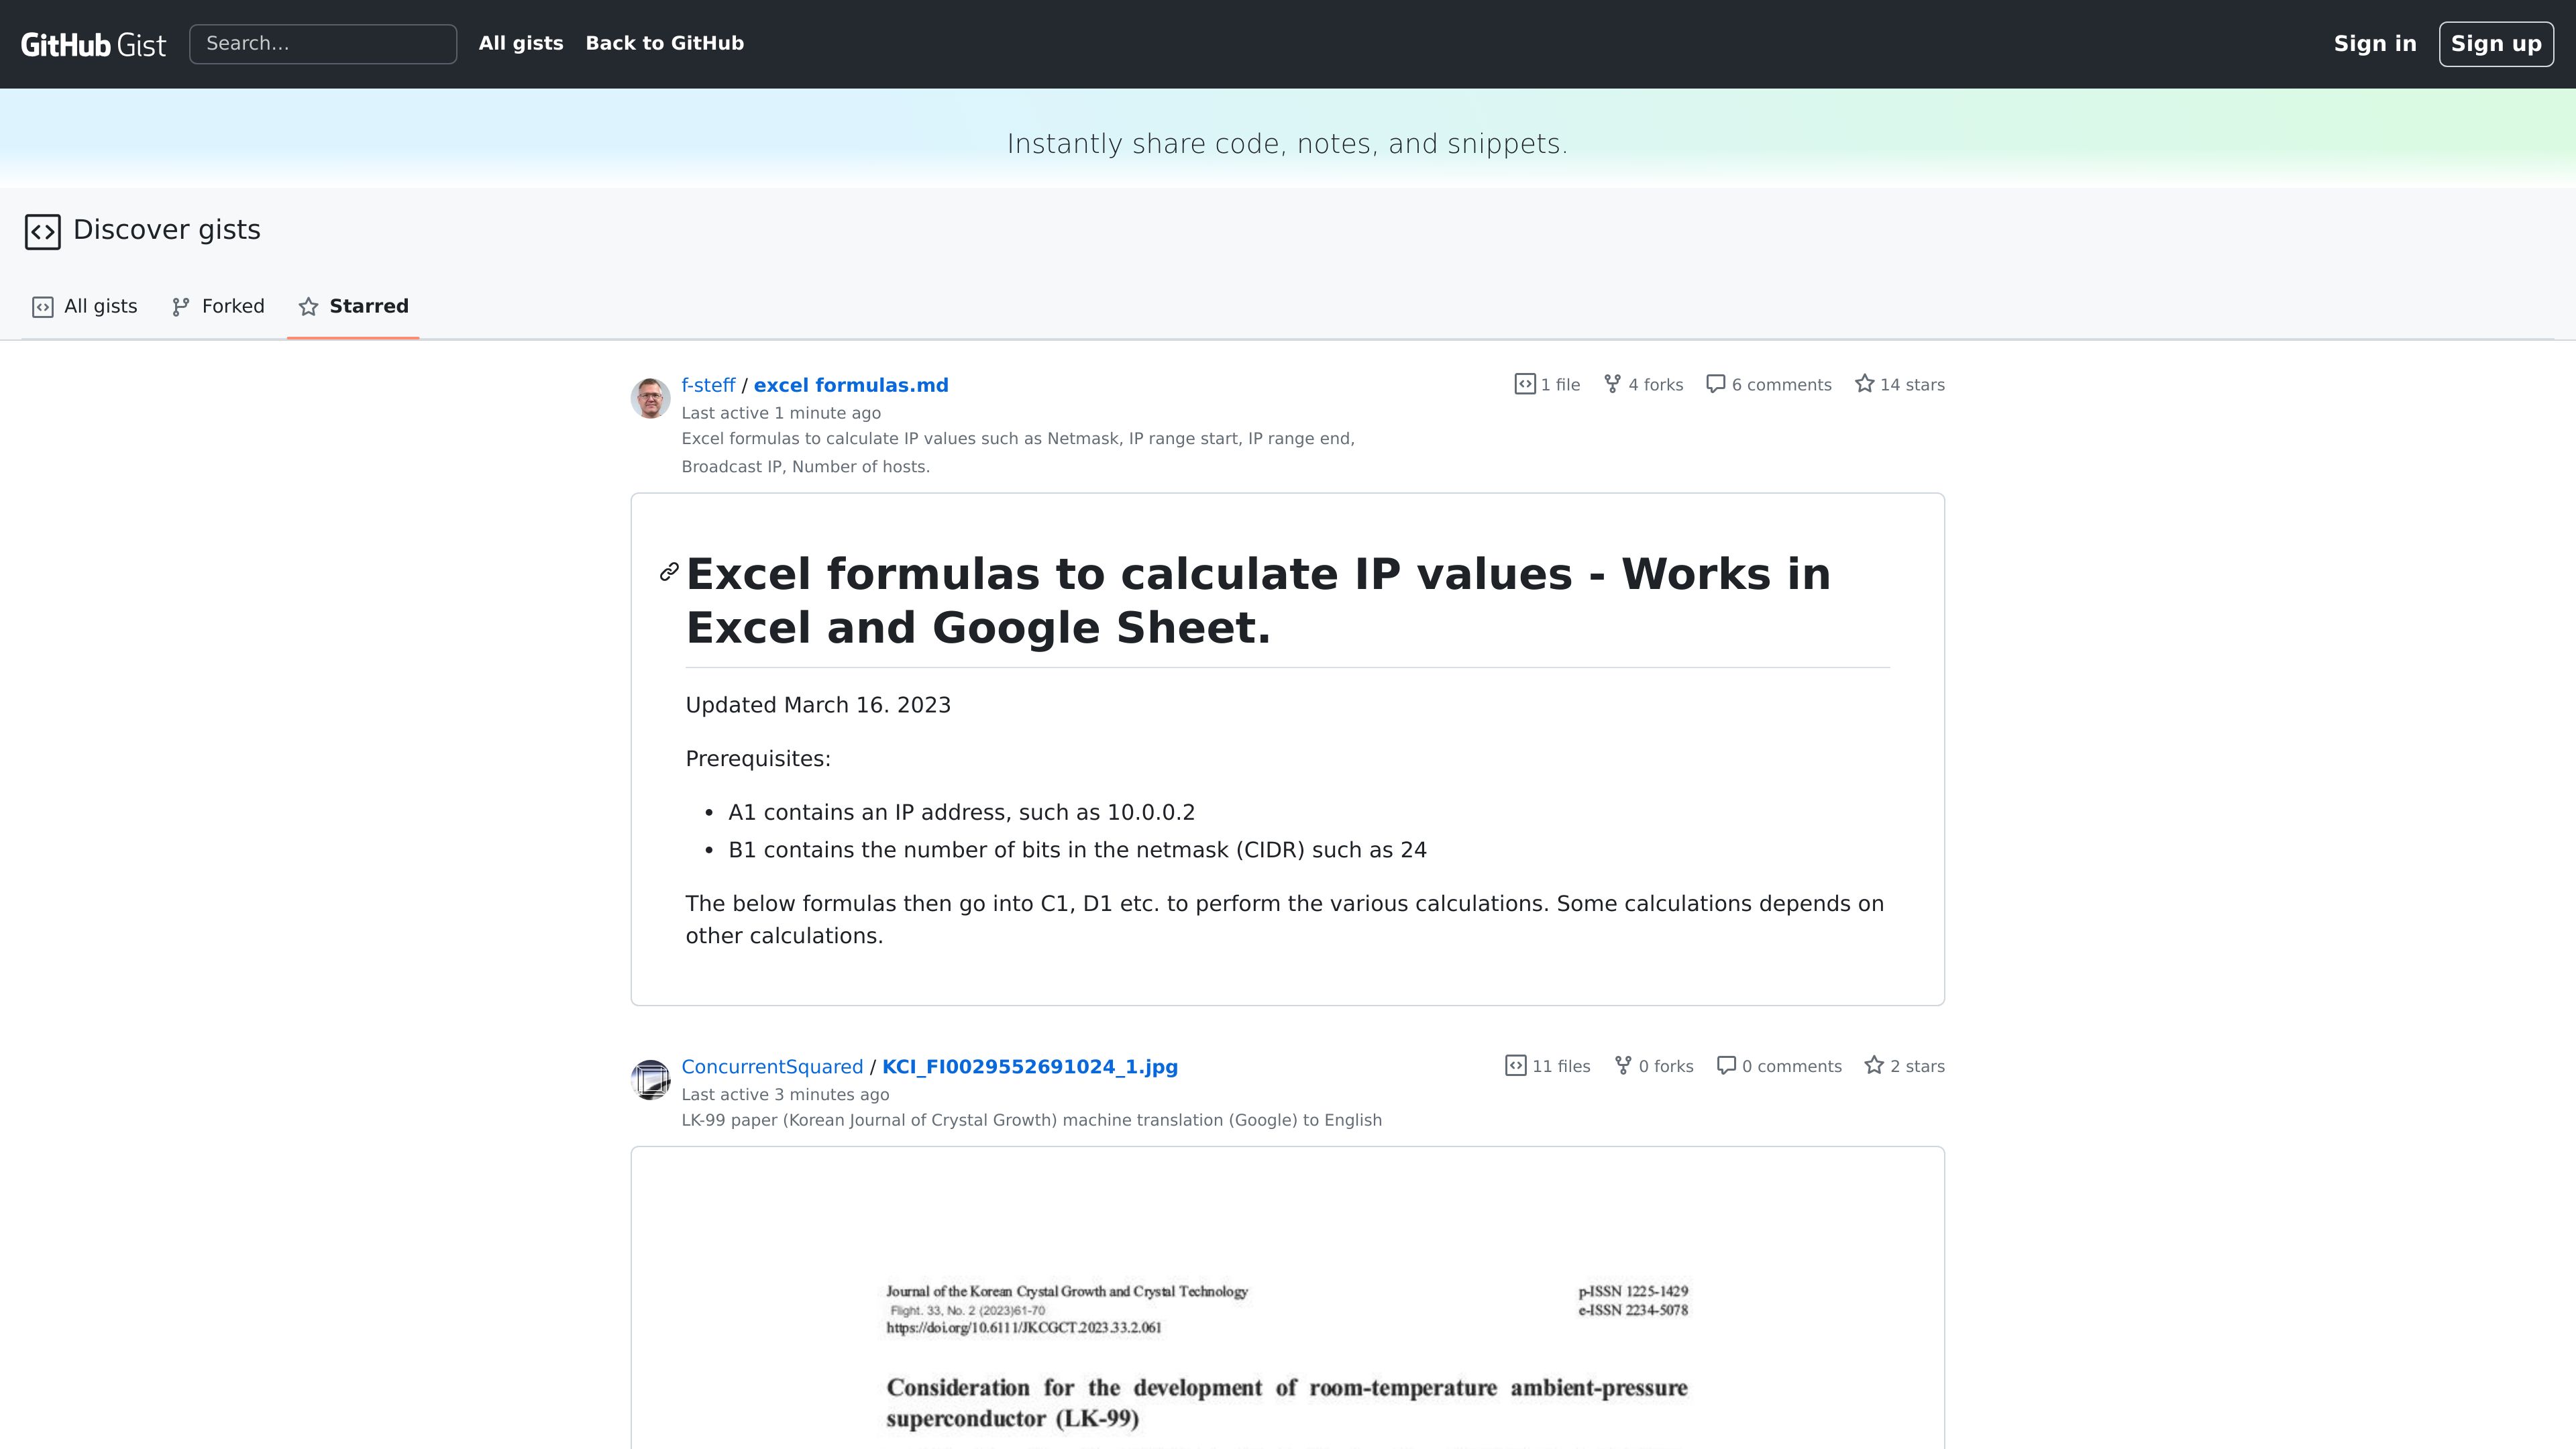 GitHub Gist
Search...
All gists
Back to GitHub
Sign in
Sign up
Instantly share code, notes, and snippets.
Discover gists
All gists
Forked
Starred
f-steff / excel formulas.md
1 file
4 forks
6 comments
14 stars
Last active 1 minute ago
Excel formulas to calculate IP values such as Netmask, IP range start, IP range end,
Broadcast IP, Number of hosts.
Excel formulas to calculate IP values - Works in
Excel and Google Sheet.
Updated March 16. 2023
Prerequisites:
• A1 contains an IP address, such as 10.0.0.2
• B1 contains the number of bits in the netmask (CIDR) such as 24
The below formulas then go into C1, D1 etc. to perform the various calculations. Some calculations depends on
other calculations.
ConcurrentSquared / KCI_FI0029552691024_1.jpg
11 files
0 forks
0 comments
2 stars
Last active 3 minutes ago
LK-99 paper (Korean Journal of Crystal Growth) machine translation (Google) to English
Journal of the Korean Crystal Growth and Crystal Technology
Flight. 33, No. 2 (2023)61-70
https://doi.org/10.6111/JKCGCT.2023.33.2.061
p-ISSN 1225-1429
e-ISSN 2234-5078
Consideration for the development of room-temperature ambient-pressure
superconductor (LK-99)